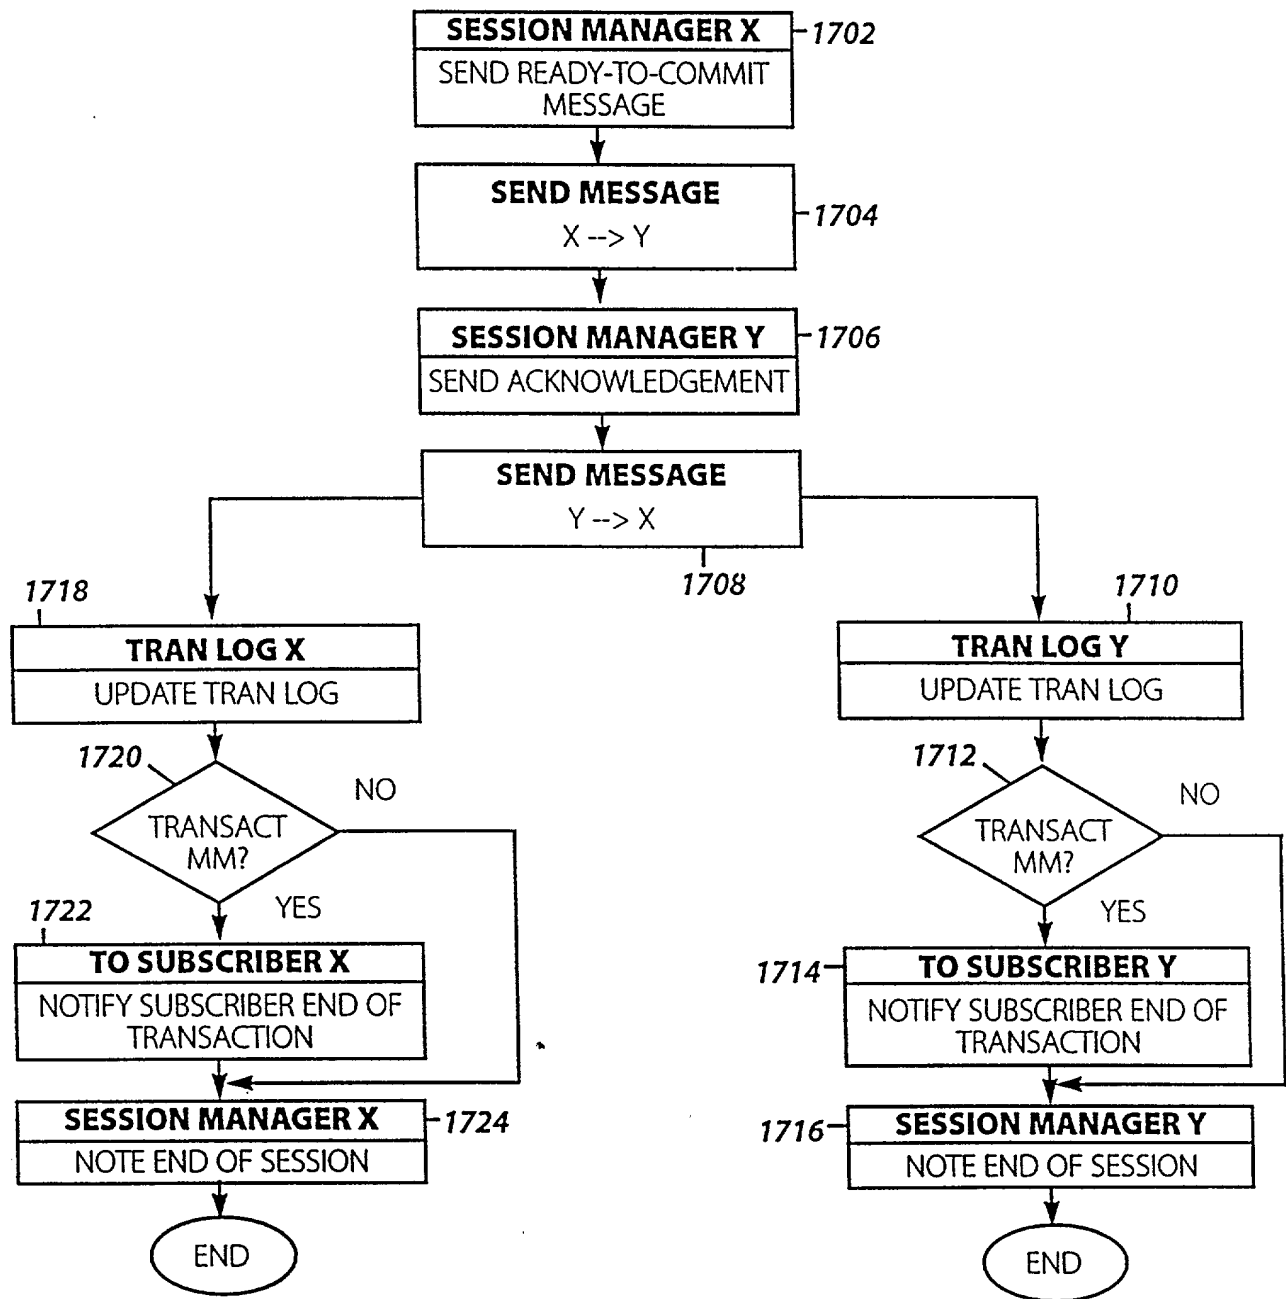 SESSION MANAGER X
1702
SEND READY-TO-COMMIT
MESSAGE
SEND MESSAGE
1704
X --> Y
SESSION MANAGER Y
1706
SEND ACKNOWLEDGEMENT
SEND MESSAGE
Y --> X
1708
1718
TRAN LOG X
UPDATE TRAN LOG
1720
NO
TRANSACT
MM?
YES
1722
TO SUBSCRIBER X
NOTIFY SUBSCRIBER END OF
TRANSACTION
SESSION MANAGER X
1724
NOTE END OF SESSION
END
1710
TRAN LOG Y
UPDATE TRAN LOG
1712
NO
TRANSACT
MM?
YES
1714
TO SUBSCRIBER Y
NOTIFY SUBSCRIBER END OF
TRANSACTION
1716
SESSION MANAGER Y
NOTE END OF SESSION
END